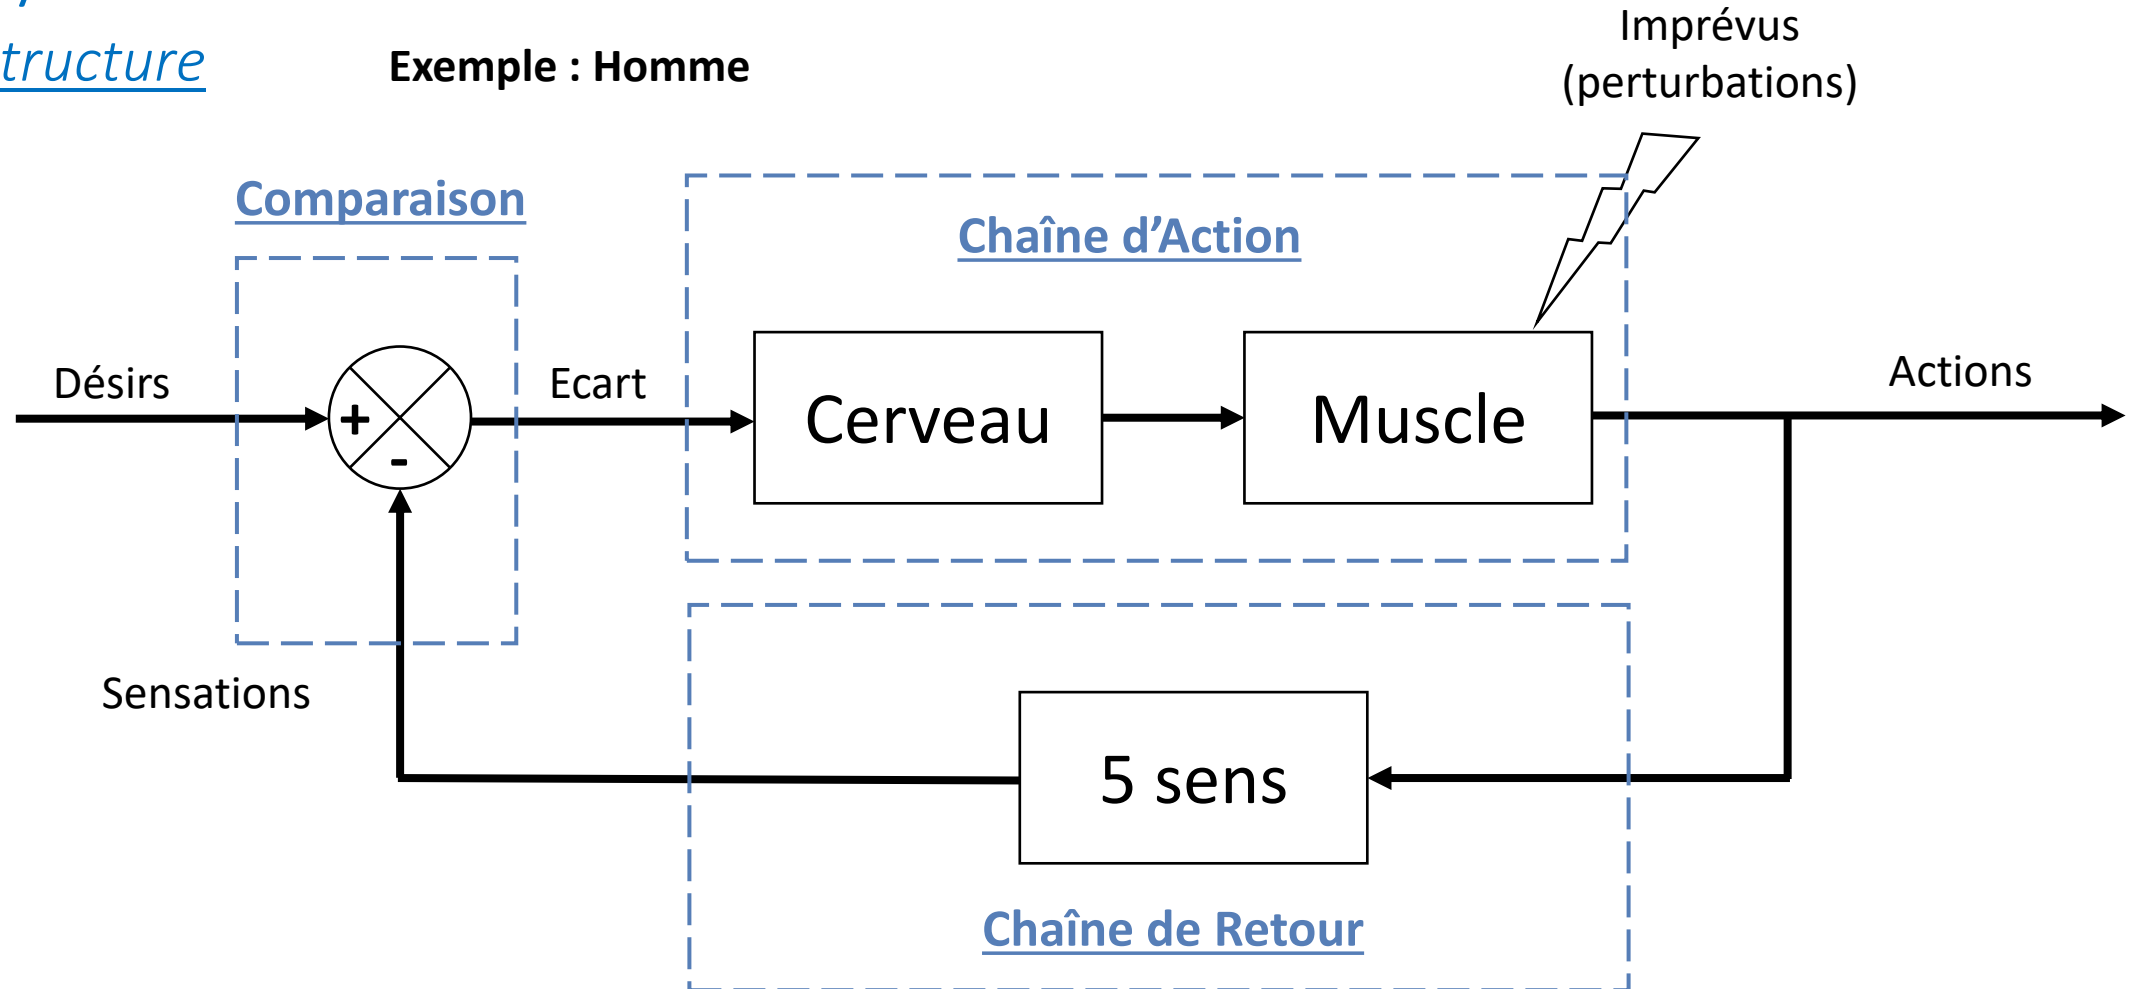 tructure
Exemple : Homme
Imprévus
(perturbations)
Comparaison
Chaîne d’Action
Désirs
+
-
Ecart
Cerveau
Muscle
Actions
Sensations
5 sens
Chaîne de Retour